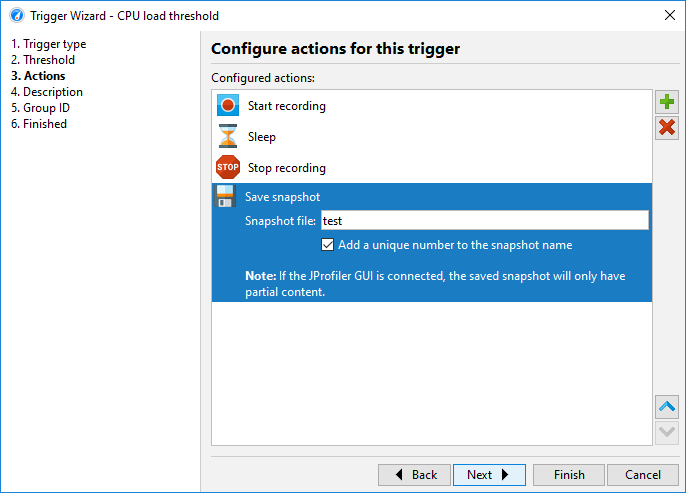 Trigger Wizard - CPU load threshold
1. Trigger type
2. Threshold
3. Actions
4. Description
5. Group ID
6. Finished
Configure actions for this trigger
Configured actions:
Start recording
Sleep
STOP
Stop recording
Save snapshot
Snapshot file: test
Add a unique number to the snapshot name
Note: If the JProfiler GUI is connected, the saved snapshot will only have
partial content.
Back
Next
Finish
Cancel